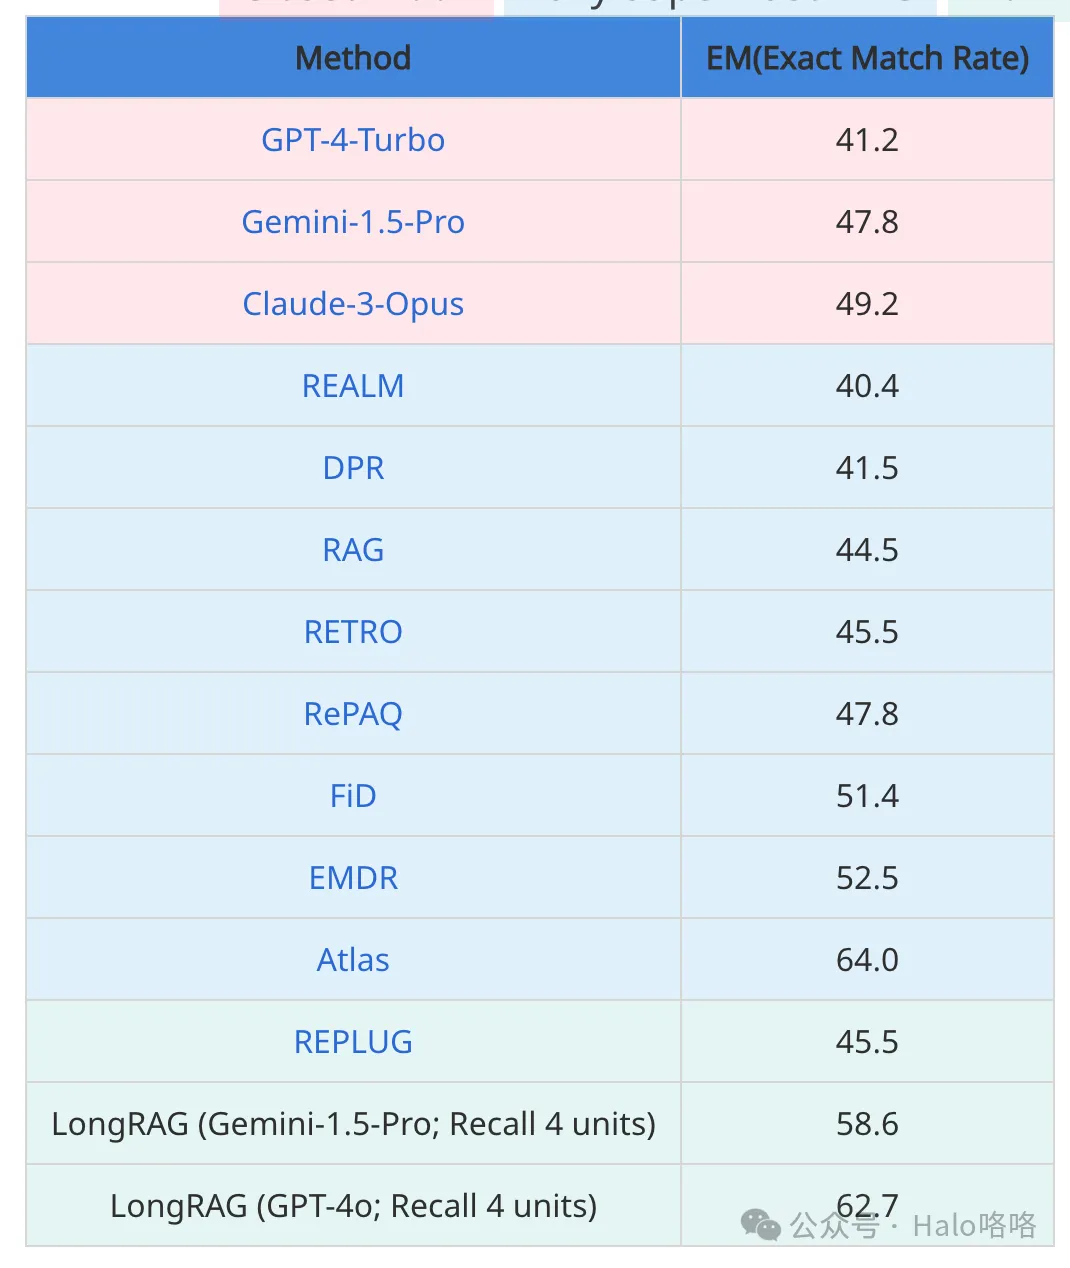 Method EM(Exact Match Rate)
GPT-4-Turbo 41.2
Gemini-1.5-Pro 47.8
Claude-3-Opus 49.2
REALM 40.4
DPR 41.5
RAG 44.5
RETRO 45.5
RePAQ 47.8
FiD 51.4
EMDR 52.5
Atlas 64.0
REPLUG 45.5
LongRAG (Gemini-1.5-Pro; Recall 4 units) 58.6
LongRAG (GPT-4o; Recall 4 units) 62.7
公众号 · Halo咯咯